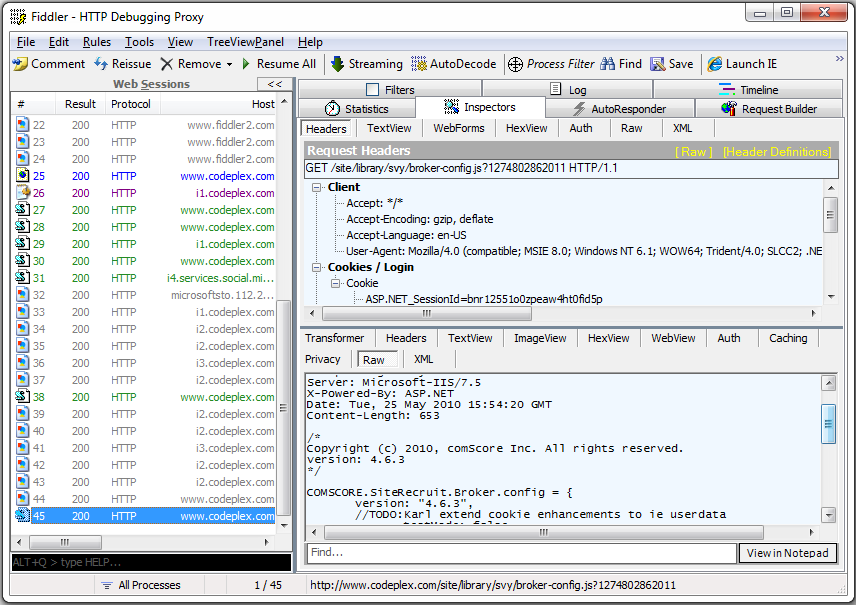 Fiddler - HTTP Debugging Proxy
File Edit Rules Tools View TreeViewPanel Help
Comment Reissue Remove Resume All Streaming AutoDecode Process Filter Find Save Launch IE »
Web Sessions <<
# Result Protocol Host
22 200 HTTP www.fiddler2.com
23 200 HTTP www.fiddler2.com
24 200 HTTP www.fiddler2.com
25 200 HTTP www.codeplex.com
26 200 HTTP i1.codeplex.com
27 200 HTTP www.codeplex.com
28 200 HTTP www.codeplex.com
29 200 HTTP i1.codeplex.com
30 200 HTTP www.codeplex.com
31 200 HTTP i4.services.social.mi...
32 200 HTTP microsoftsto.112.2...
33 200 HTTP i1.codeplex.com
34 200 HTTP i2.codeplex.com
35 200 HTTP i2.codeplex.com
36 200 HTTP i3.codeplex.com
37 200 HTTP i2.codeplex.com
38 200 HTTP www.codeplex.com
39 200 HTTP i2.codeplex.com
40 200 HTTP i2.codeplex.com
41 200 HTTP i3.codeplex.com
42 200 HTTP i2.codeplex.com
43 200 HTTP i2.codeplex.com
44 200 HTTP www.codeplex.com
45 200 HTTP www.codeplex.com
ALT+Q > type HELP...
Filters Log Timeline
Statistics Inspectors AutoResponder Request Builder
Headers TextView WebForms HexView Auth Raw XML
Request Headers [ Raw ] [Header Definitions]
GET /site/library/svy/broker-config.js?1274802862011 HTTP/1.1
Client
Accept: */*
Accept-Encoding: gzip, deflate
Accept-Language: en-US
User-Agent: Mozilla/4.0 (compatible; MSIE 8.0; Windows NT 6.1; WOW64; Trident/4.0; SLCC2; .NE
Cookies / Login
Cookie
ASP.NET_SessionId=bnr12551o0zpeaw4ht0fid5p
Transformer Headers TextView ImageView HexView WebView Auth Caching
Privacy Raw XML
Server: Microsoft-IIS/7.5
X-Powered-By: ASP.NET
Date: Tue, 25 May 2010 15:54:20 GMT
Content-Length: 653
/*
Copyright (c) 2010, comScore Inc. All rights reserved.
version: 4.6.3
*/
COMSCORE.SiteRecruit.Broker.config = {
version: "4.6.3",
//TODO:Karl extend cookie enhancements to ie userdata
testMode: false
Find...
View in Notepad
All Processes 1 / 45 http://www.codeplex.com/site/library/svy/broker-config.js?1274802862011